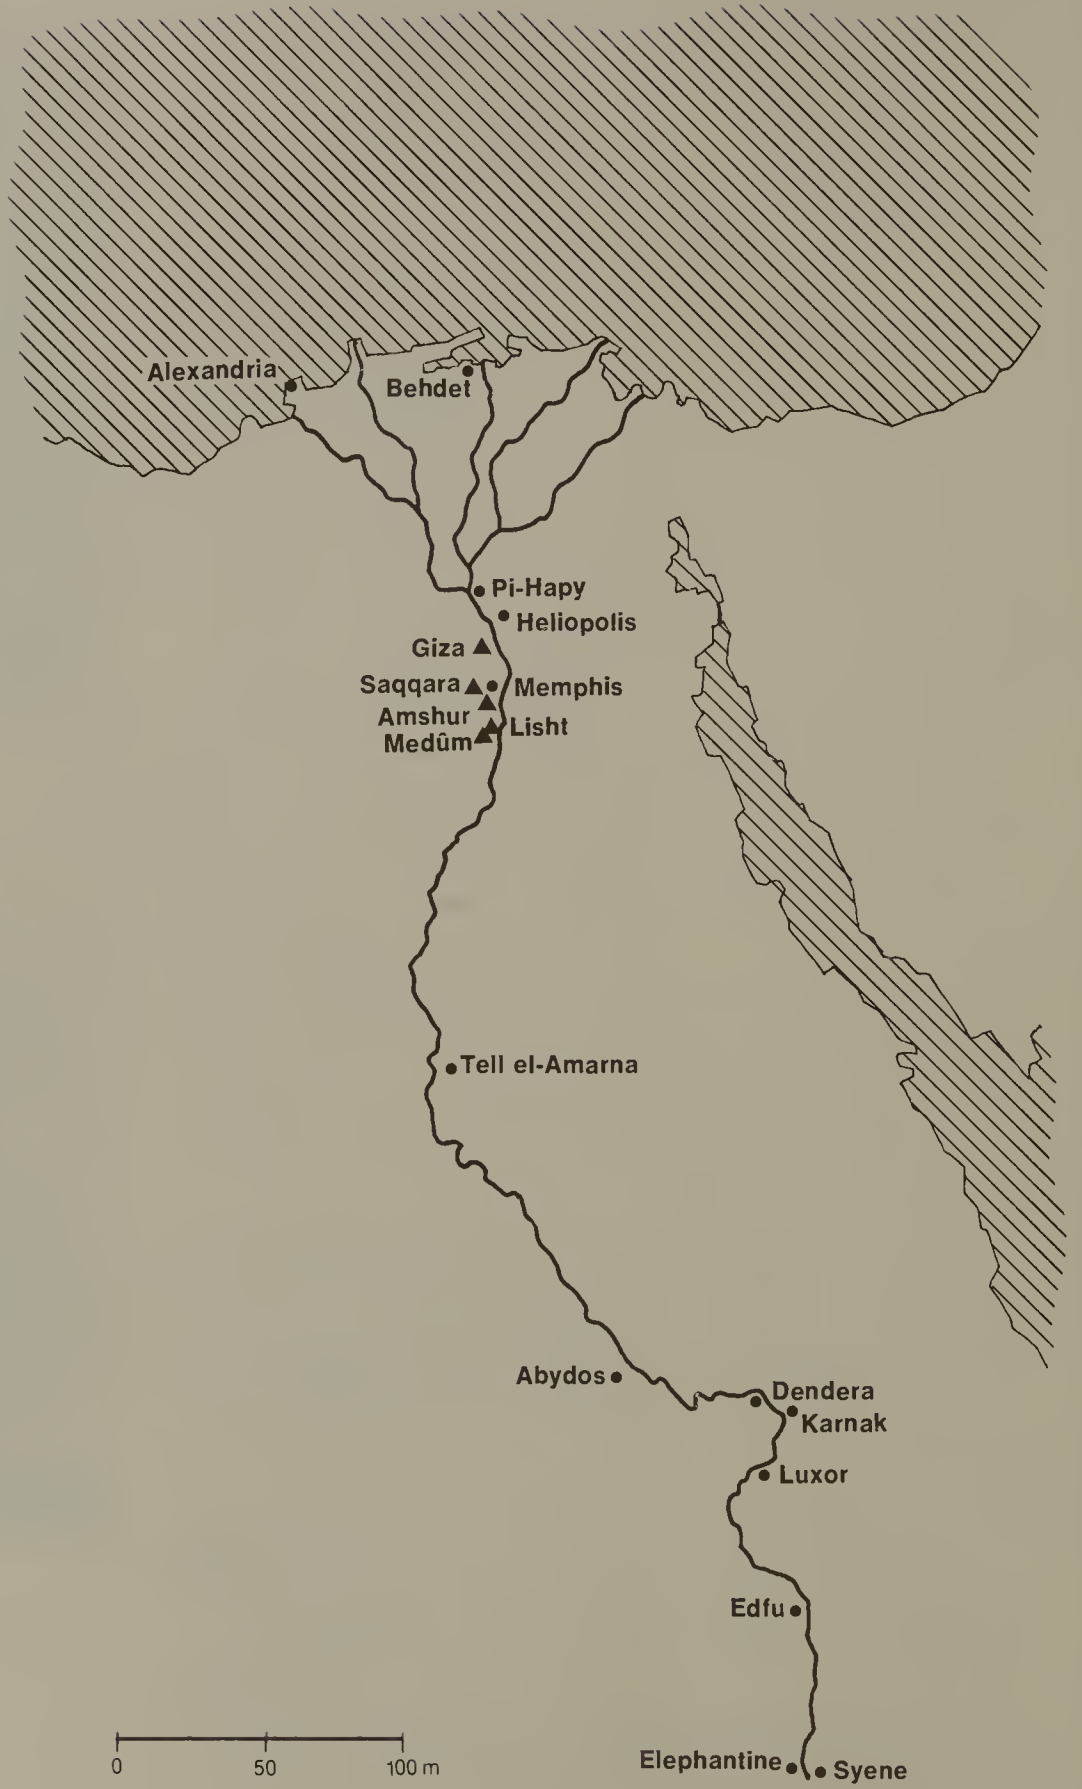 Alexandria
Behdet
Pi-Hapy
Heliopolis
Giza
Saqqara
Memphis
Amshur
Lisht
Medûm
Tell el-Amarna
Abydos
Dendera
Karnak
Luxor
Edfu
Elephantine
Syene
0 50 100 m